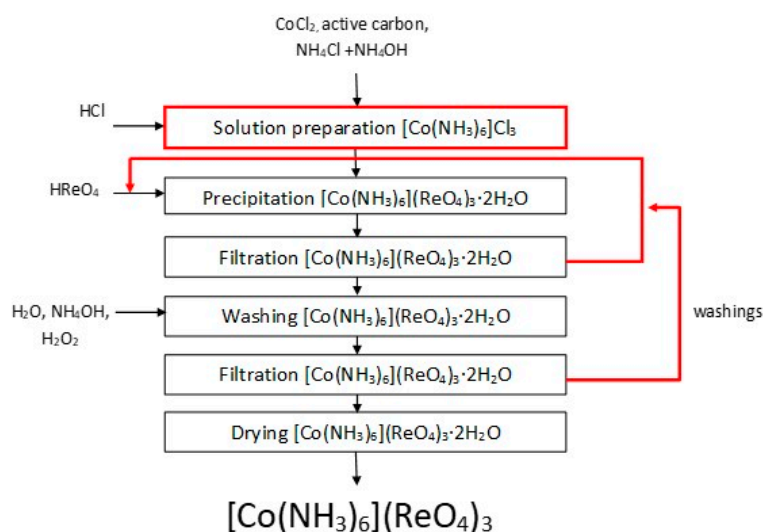 CoCl₂, active carbon,
NH₄Cl +NH₄OH
HCl
Solution preparation [Co(NH₃)₆]Cl₃
HReO₄
Precipitation [Co(NH₃)₆](ReO₄)₃·2H₂O
Filtration [Co(NH₃)₆](ReO₄)₃·2H₂O
H₂O, NH₄OH,
H₂O₂
Washing [Co(NH₃)₆](ReO₄)₃·2H₂O
washings
Filtration [Co(NH₃)₆](ReO₄)₃·2H₂O
Drying [Co(NH₃)₆](ReO₄)₃·2H₂O
[Co(NH₃)₆](ReO₄)₃